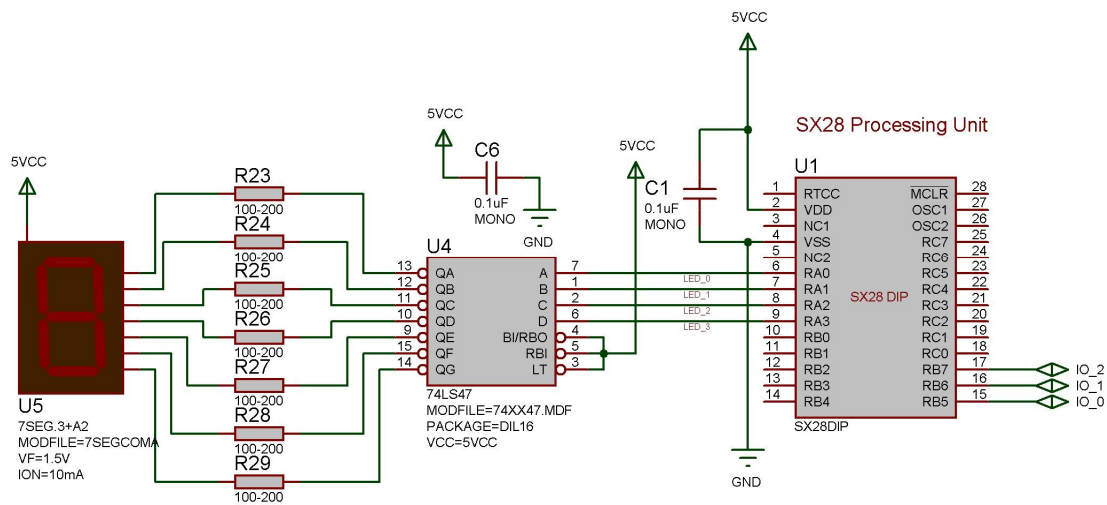 5VCC
SX28 Processing Unit
5VCC
C6
0.1uF
MONO
GND
5VCC
C1
0.1uF
MONO
5VCC
R23
100-200
R24
100-200
R25
100-200
R26
100-200
R27
100-200
R28
100-200
R29
100-200
U5
7SEG.3+A2
MODFILE=7SEGCOMA
VF=1.5V
ION=10mA
U4
13 QA A 7
12 QB B 1
11 QC C 2
10 QD D 6
9 QE BI/RBO 4
15 QF RBI 5
14 QG LT 3
74LS47
MODFILE=74XX47.MDF
PACKAGE=DIL16
VCC=5VCC
LED_0
LED_1
LED_2
LED_3
U1
1 RTCC MCLR 28
2 VDD OSC1 27
3 NC1 OSC2 26
4 VSS RC7 25
5 NC2 RC6 24
6 RA0 RC5 23
7 RA1 RC4 22
8 RA2 RC3 21
9 RA3 RC2 20
10 RB0 RC1 19
11 RB1 RC0 18
12 RB2 RB7 17 IO_2
13 RB3 RB6 16 IO_1
14 RB4 RB5 15 IO_0
SX28 DIP
SX28DIP
GND